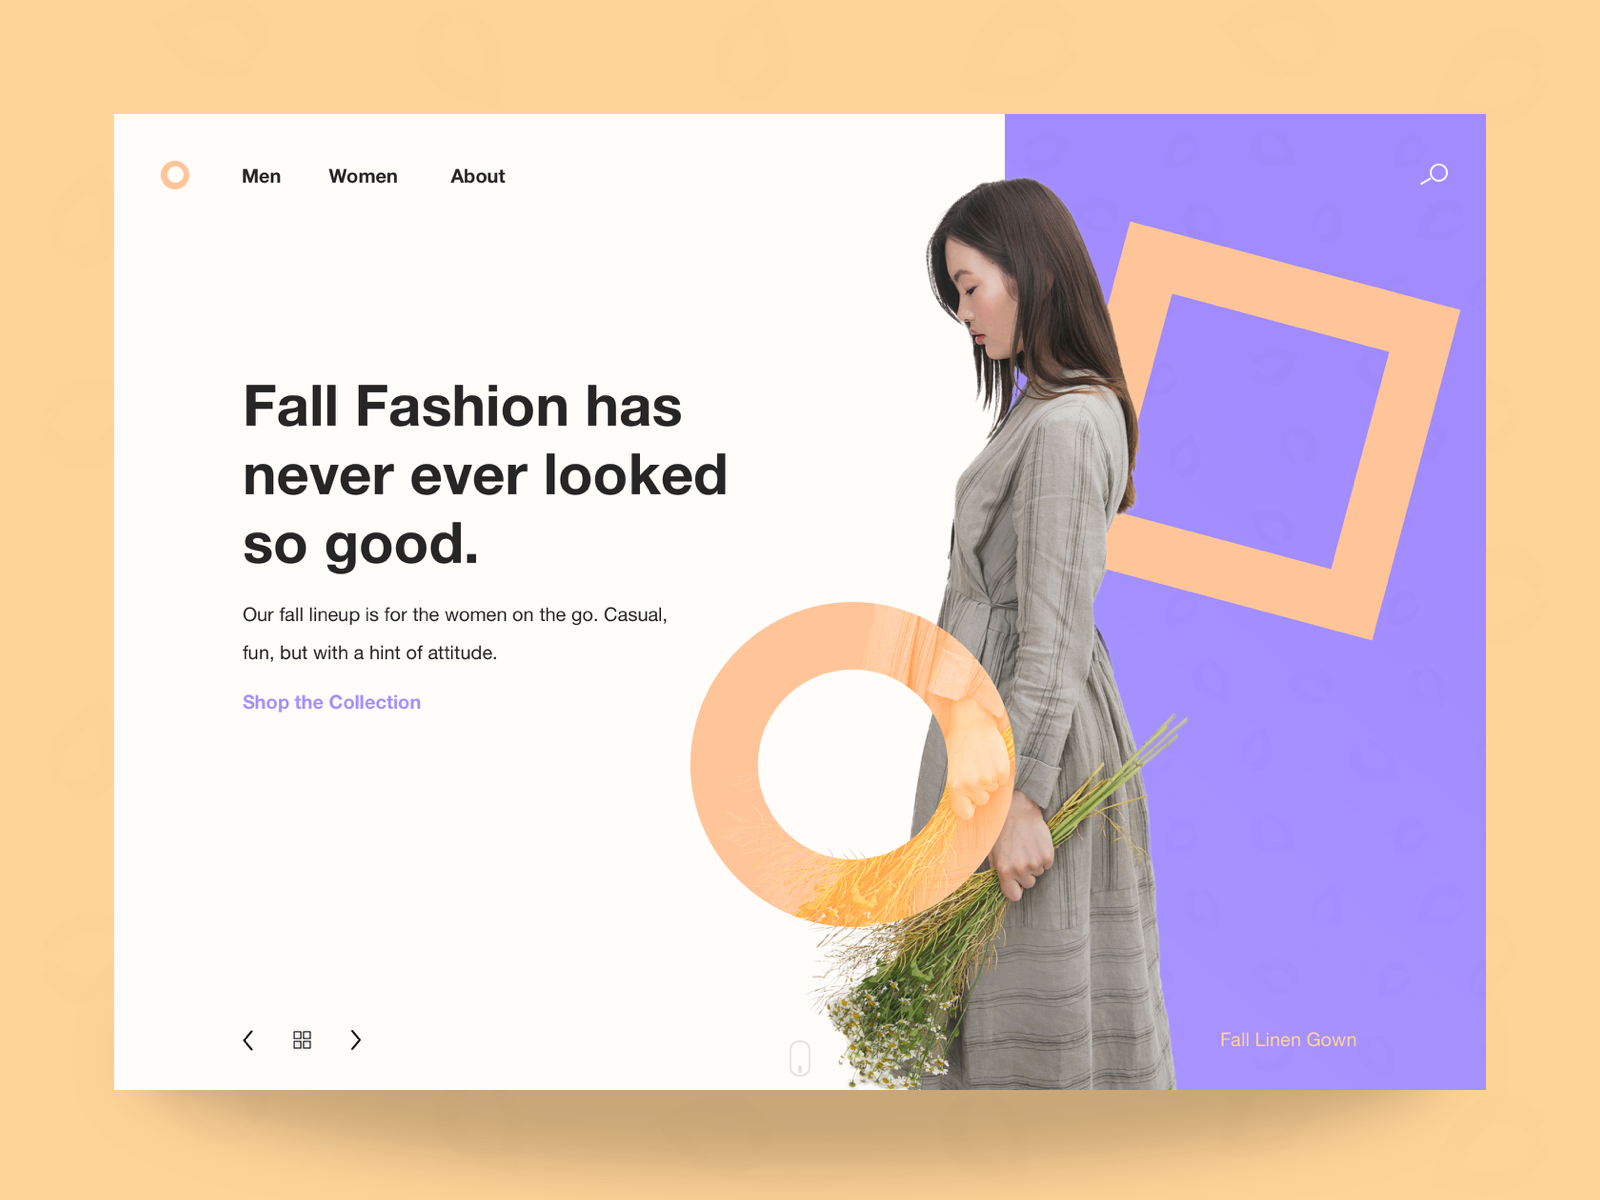 Men
Women
About
Fall Fashion has
never ever looked
so good.
Our fall lineup is for the women on the go. Casual,
fun, but with a hint of attitude.
Shop the Collection
Fall Linen Gown